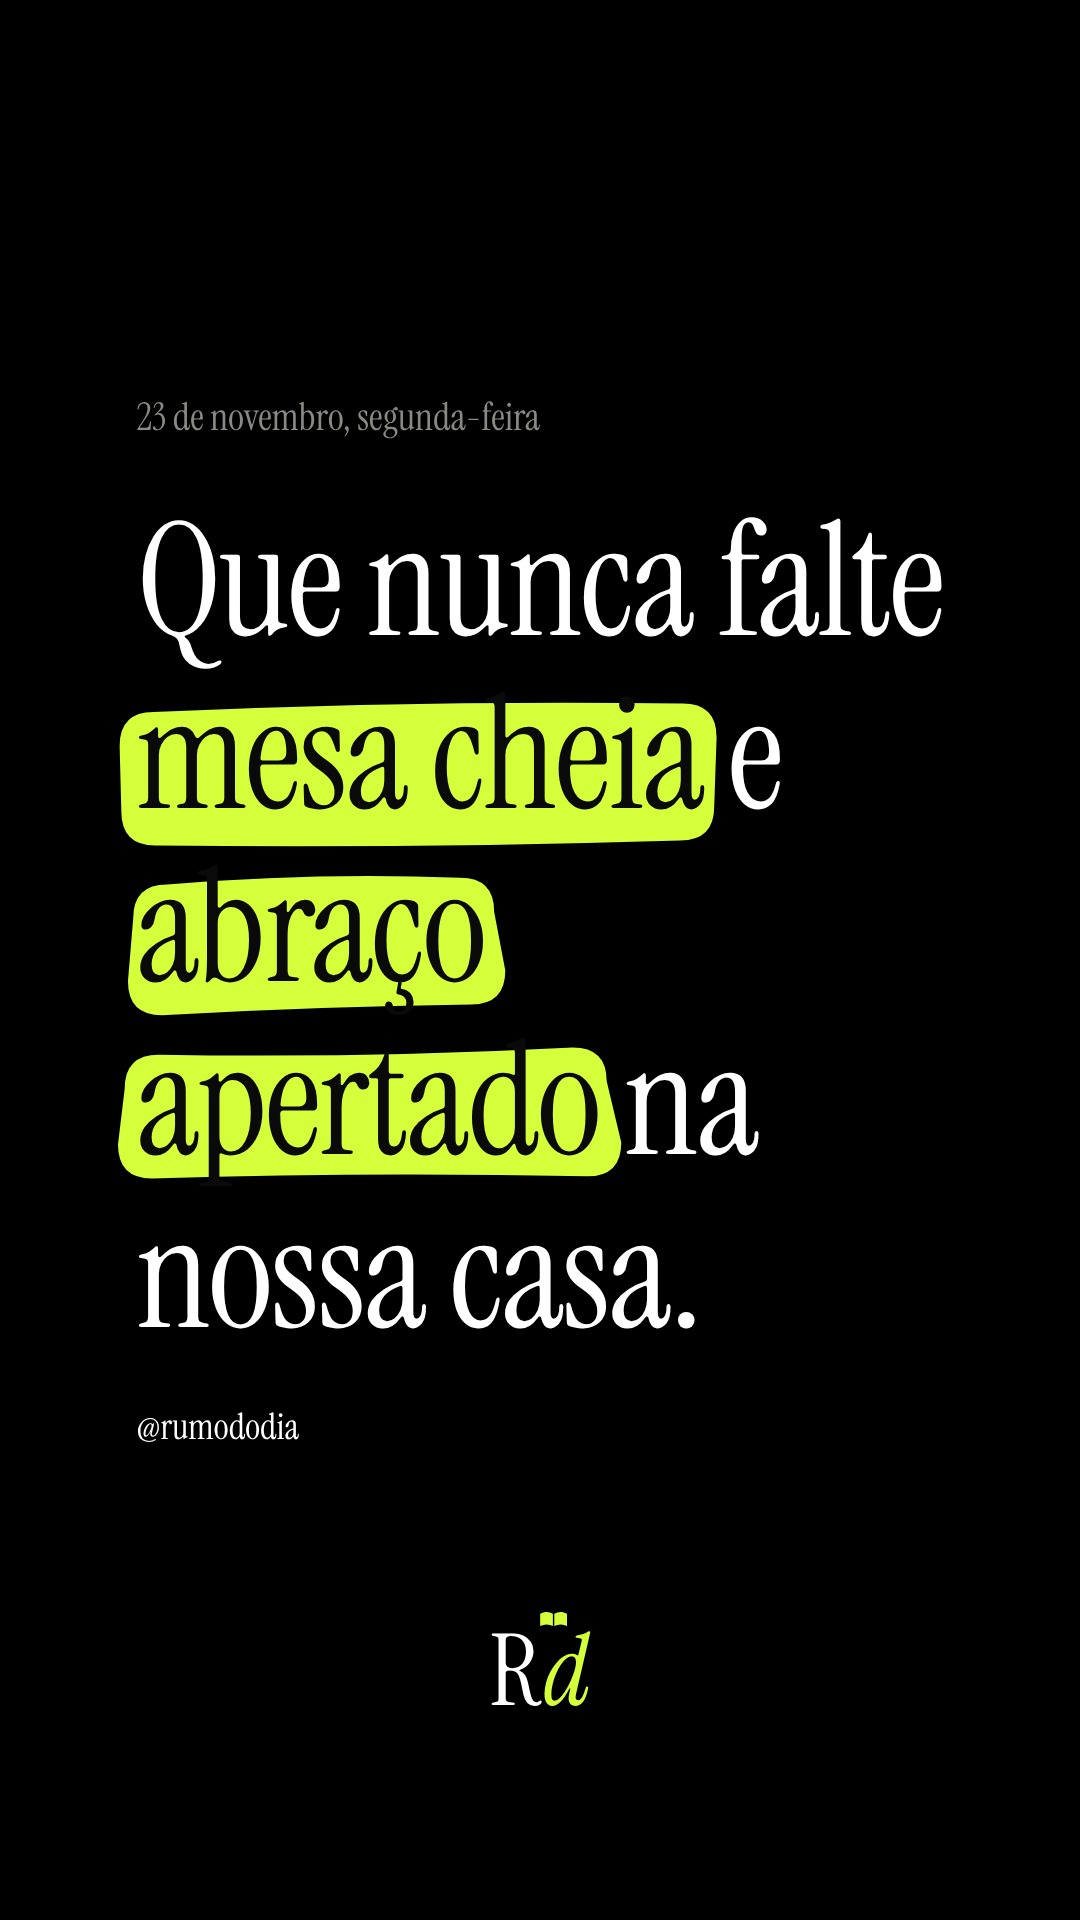 23 de novembro, segunda-feira
Que nunca falte
mesa cheia e
abraço
apertado na
nossa casa.
@rumododia
Rd